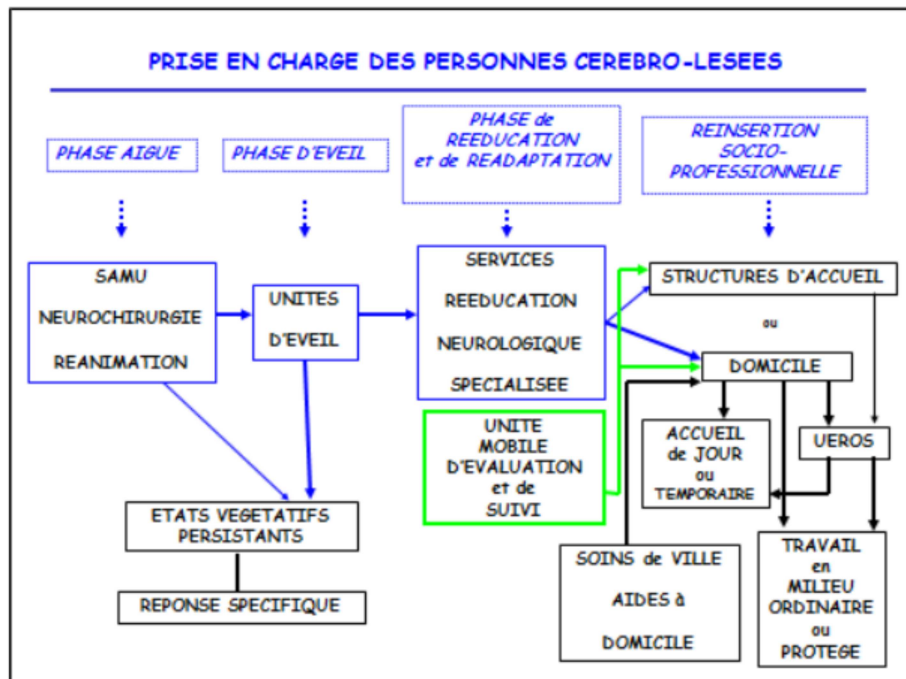 PRISE EN CHARGE DES PERSONNES CEREBRO-LESEES
PHASE AIGUE
PHASE D'EVEIL
PHASE de
REEDUCATION
et de READAPTATION
REINSERTION
SOCIO-
PROFESSIONNELLE
SAMU
NEUROCHIRURGIE
REANIMATION
UNITES
D'EVEIL
SERVICES
REEDUCATION
NEUROLOGIQUE
SPECIALISEE
STRUCTURES D'ACCUEIL
ou
DOMICILE
UNITE
MOBILE
D'EVALUATION
et de
SUIVI
ACCUEIL
de JOUR
ou
TEMPORAIRE
UEROS
ETATS VEGETATIFS
PERSISTANTS
REPONSE SPECIFIQUE
SOINS de VILLE
AIDES à
DOMICILE
TRAVAIL
en
MILIEU
ORDINAIRE
ou
PROTEGE